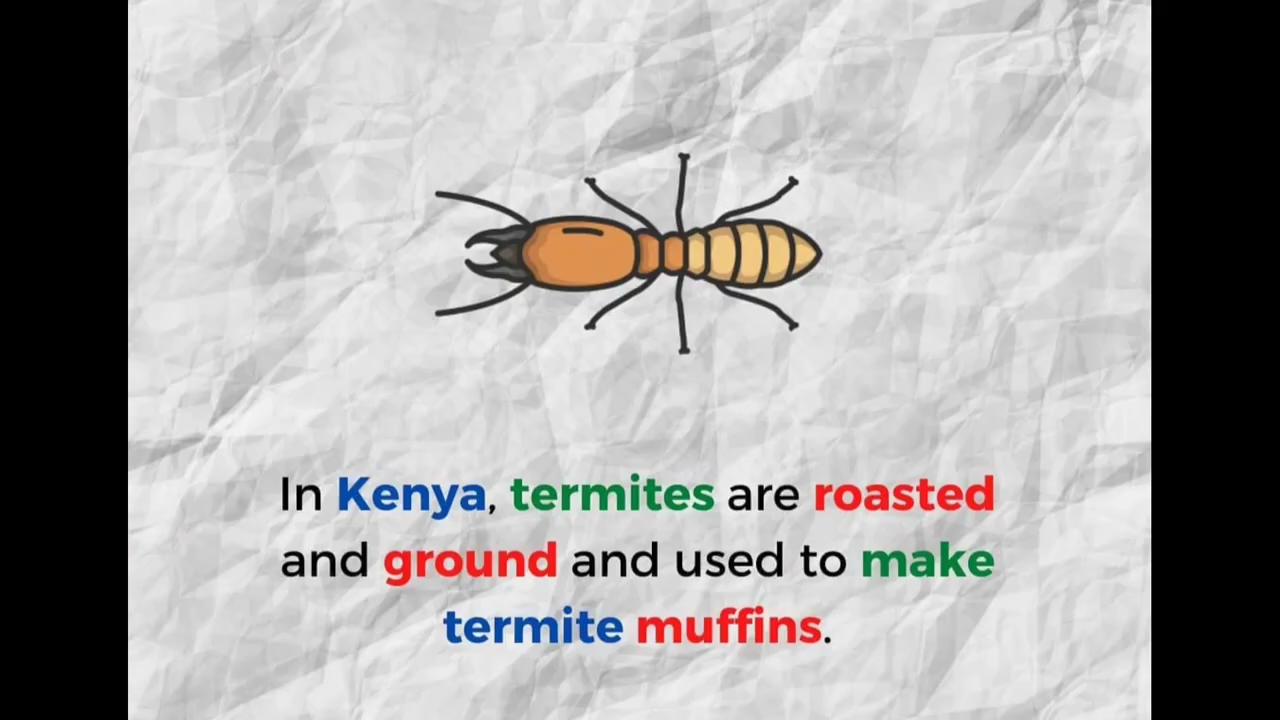 In Kenya, termites are roasted
and ground and used to make
termite muffins.